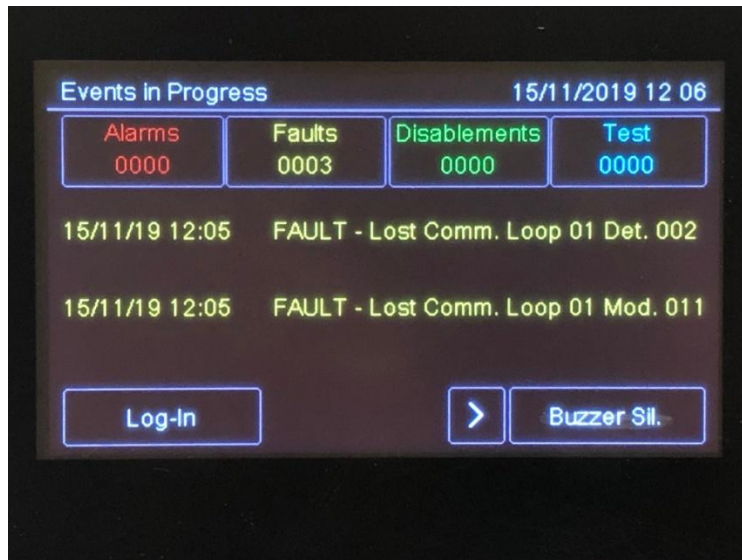 Events in Progress 15/11/2019 12 06
Alarms Faults Disablements Test
0000 0003 0000 0000
15/11/19 12:05 FAULT - Lost Comm. Loop 01 Det. 002
15/11/19 12:05 FAULT - Lost Comm. Loop 01 Mod. 011
Log-In > Buzzer Sil.